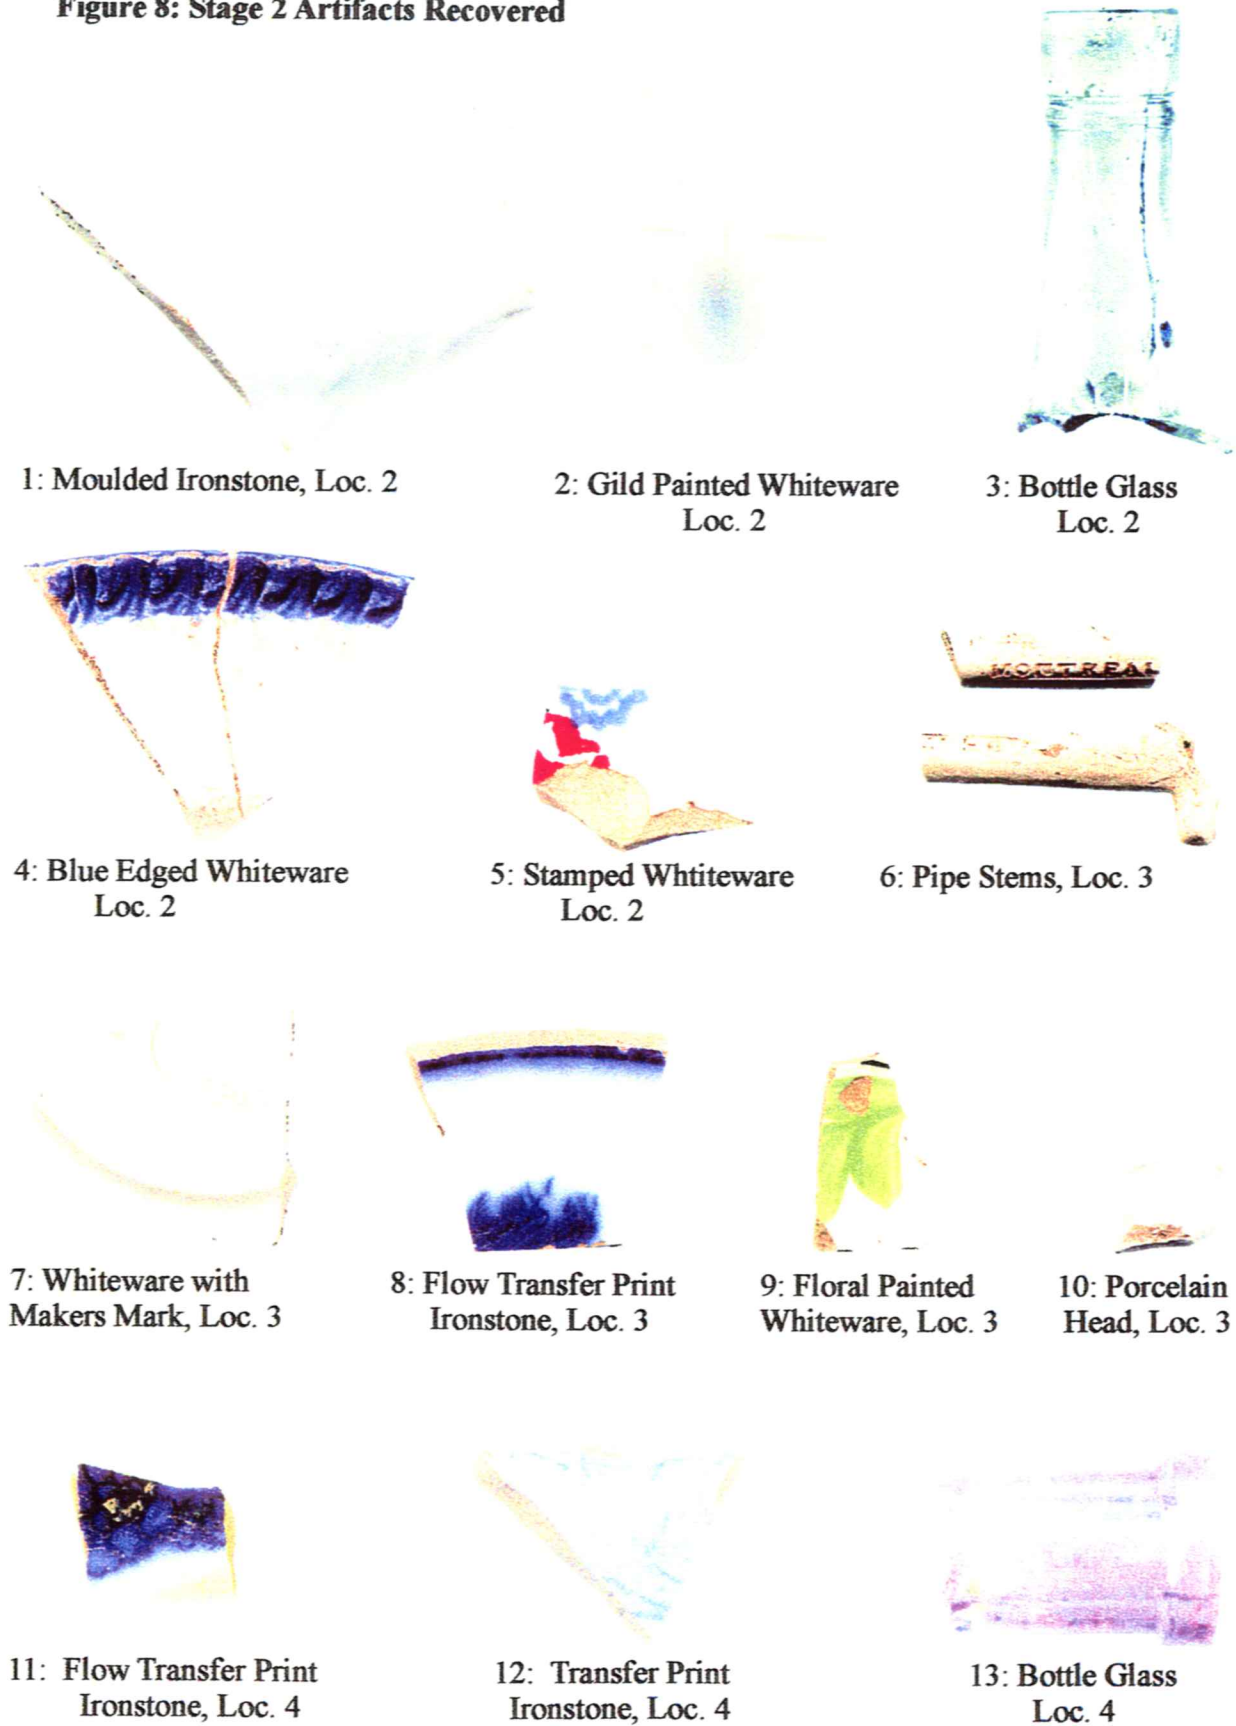 Figure 8: Stage 2 Artifacts Recovered
1: Moulded Ironstone, Loc. 2
2: Gild Painted Whiteware
Loc. 2
3: Bottle Glass
Loc. 2
4: Blue Edged Whiteware
Loc. 2
5: Stamped Whtiteware
Loc. 2
MOUTREAL
6: Pipe Stems, Loc. 3
7: Whiteware with
Makers Mark, Loc. 3
8: Flow Transfer Print
Ironstone, Loc. 3
9: Floral Painted
Whiteware, Loc. 3
10: Porcelain
Head, Loc. 3
11: Flow Transfer Print
Ironstone, Loc. 4
12: Transfer Print
Ironstone, Loc. 4
13: Bottle Glass
Loc. 4